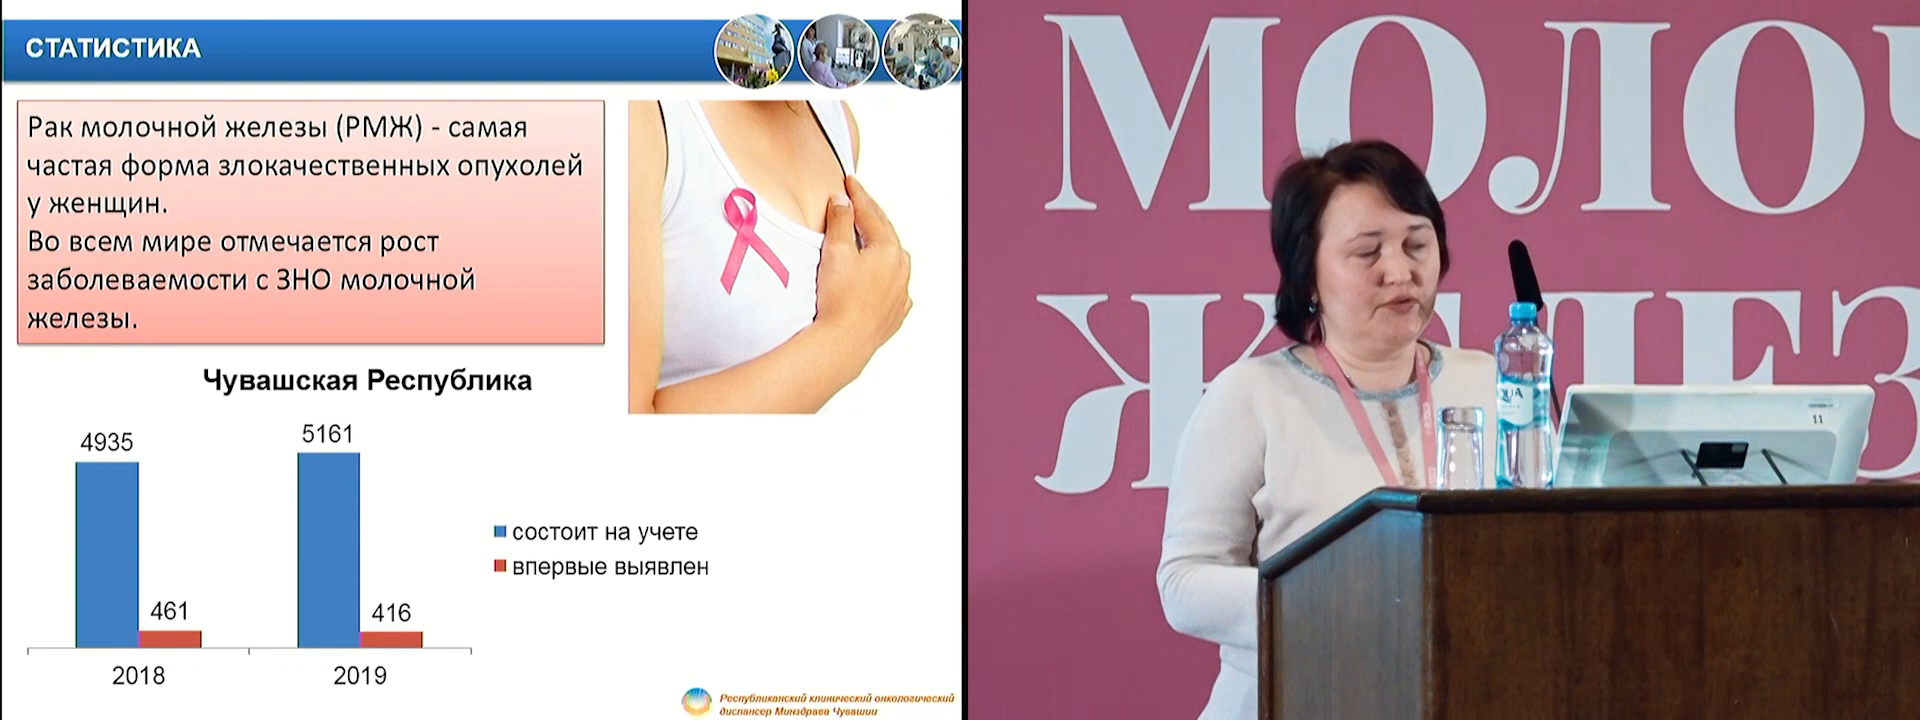 СТАТИСТИКА
Рак молочной железы (РМЖ) - самая
частая форма злокачественных опухолей
у женщин.
Во всем мире отмечается рост
заболеваемости с ЗНО молочной
железы.
Чувашская Республика
4935
461
5161
416
2018
2019
состоит на учете
впервые выявлен
Республиканский клинический онкологический
диспансер Минздрава Чувашии
МОЛО
11